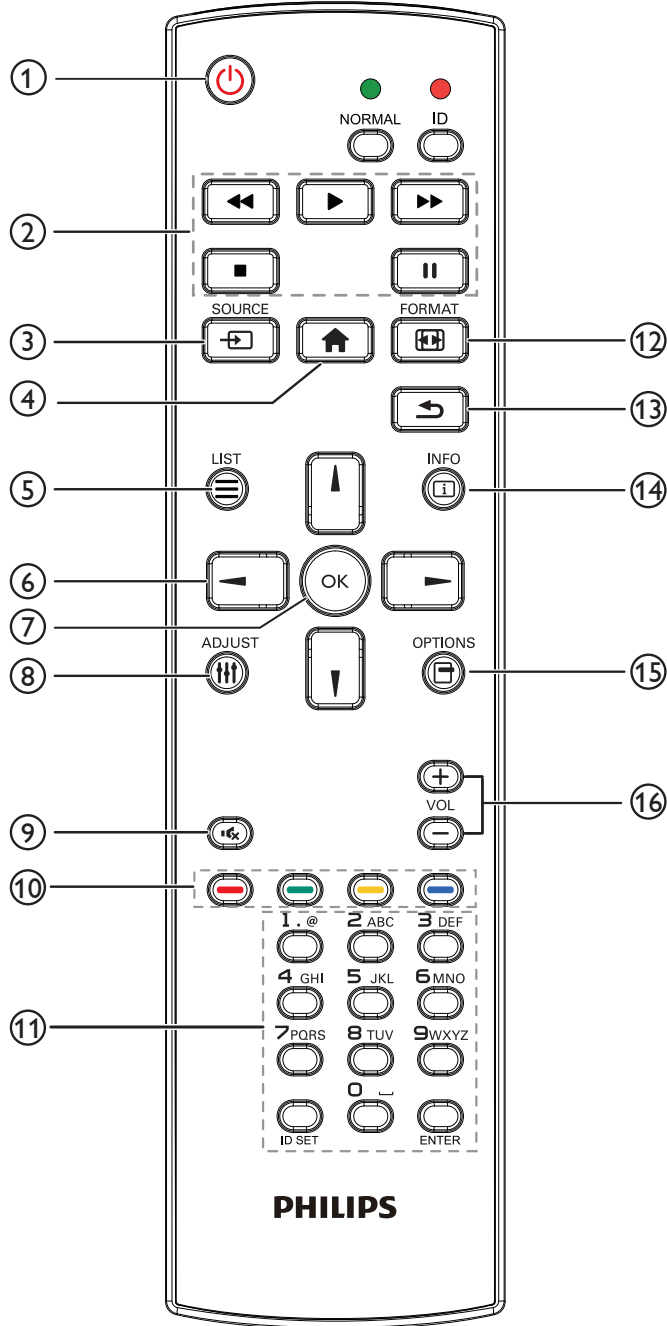 1
NORMAL ID
2
SOURCE FORMAT
3 12
4 13
LIST INFO
5 14
6
OK
7
ADJUST OPTIONS
8 15
VOL
16
9
10
1 . @ 2 ABC 3 DEF
4 GHI 5 JKL 6 MNO
11
7 PQRS 8 TUV 9 WXYZ
0 ⎵
ID SET ENTER
PHILIPS